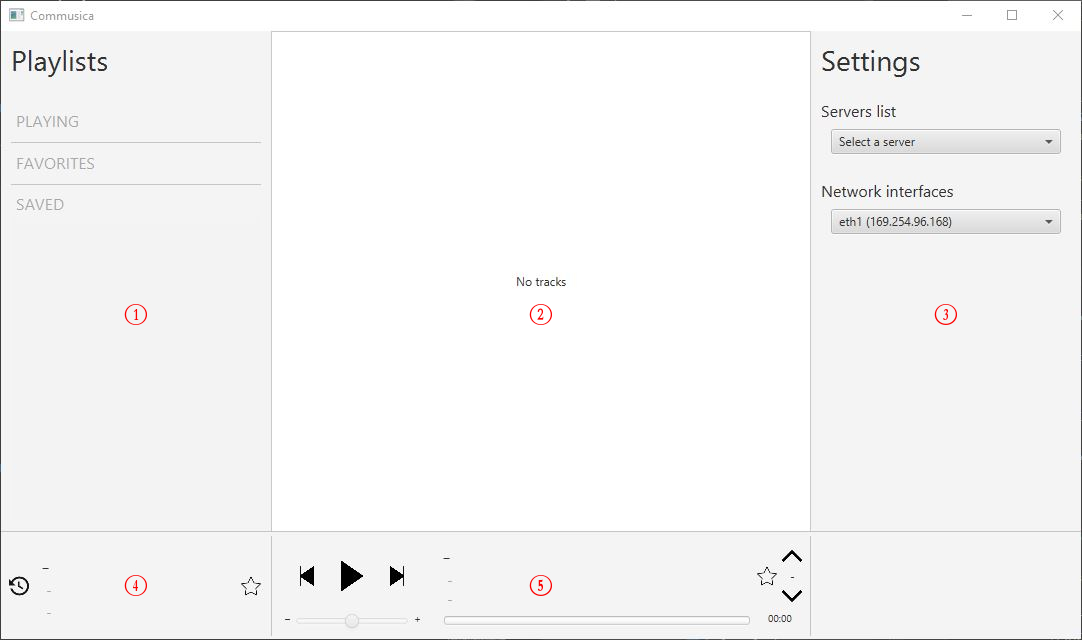 Commusica
Playlists
PLAYING
FAVORITES
SAVED
1
No tracks
2
Settings
Servers list
Select a server
Network interfaces
eth1 (169.254.96.168)
3
–
-
-
4
–
-
-
5
-
- +
00:00